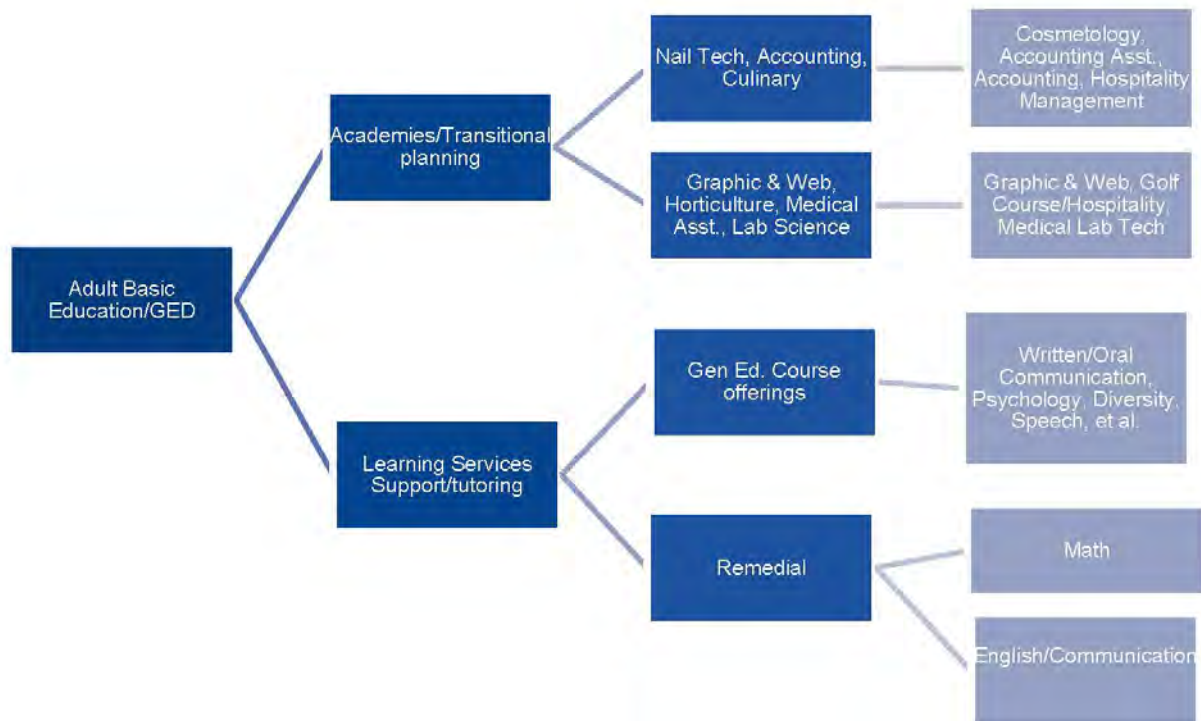 Adult Basic
Education/GED
Academies/Transitional
planning
Learning Services
Support/tutoring
Nail Tech, Accounting,
Culinary
Graphic & Web,
Horticulture, Medical
Asst., Lab Science
Gen Ed. Course
offerings
Remedial
Cosmetology,
Accounting Asst.,
Accounting, Hospitality
Management
Graphic & Web, Golf
Course/Hospitality,
Medical Lab Tech
Written/Oral
Communication,
Psychology, Diversity,
Speech, et al.
Math
English/Communication